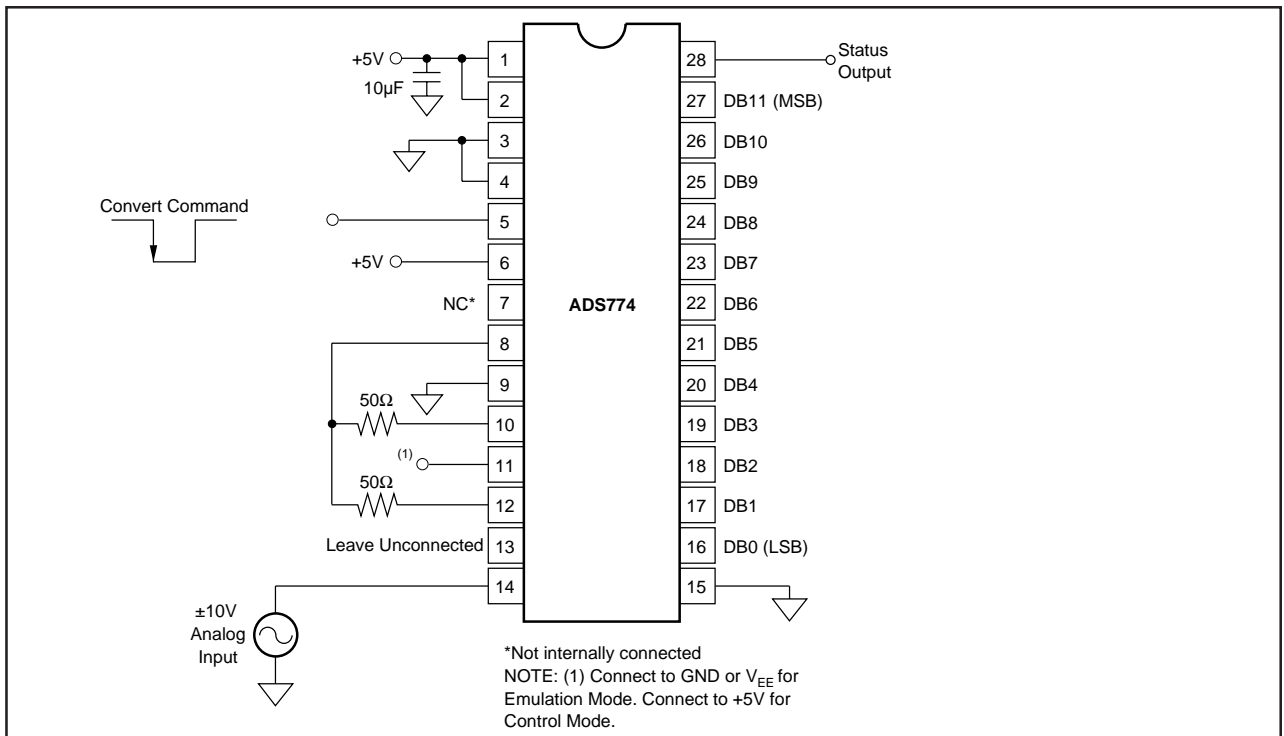 +5V
10µF
Convert Command
+5V
NC*
50Ω
(1)
50Ω
Leave Unconnected
±10V
Analog
Input
1
2
3
4
5
6
7
8
9
10
11
12
13
14
ADS774
28
27
26
25
24
23
22
21
20
19
18
17
16
15
Status
Output
DB11 (MSB)
DB10
DB9
DB8
DB7
DB6
DB5
DB4
DB3
DB2
DB1
DB0 (LSB)
*Not internally connected
NOTE: (1) Connect to GND or VEE for
Emulation Mode. Connect to +5V for
Control Mode.